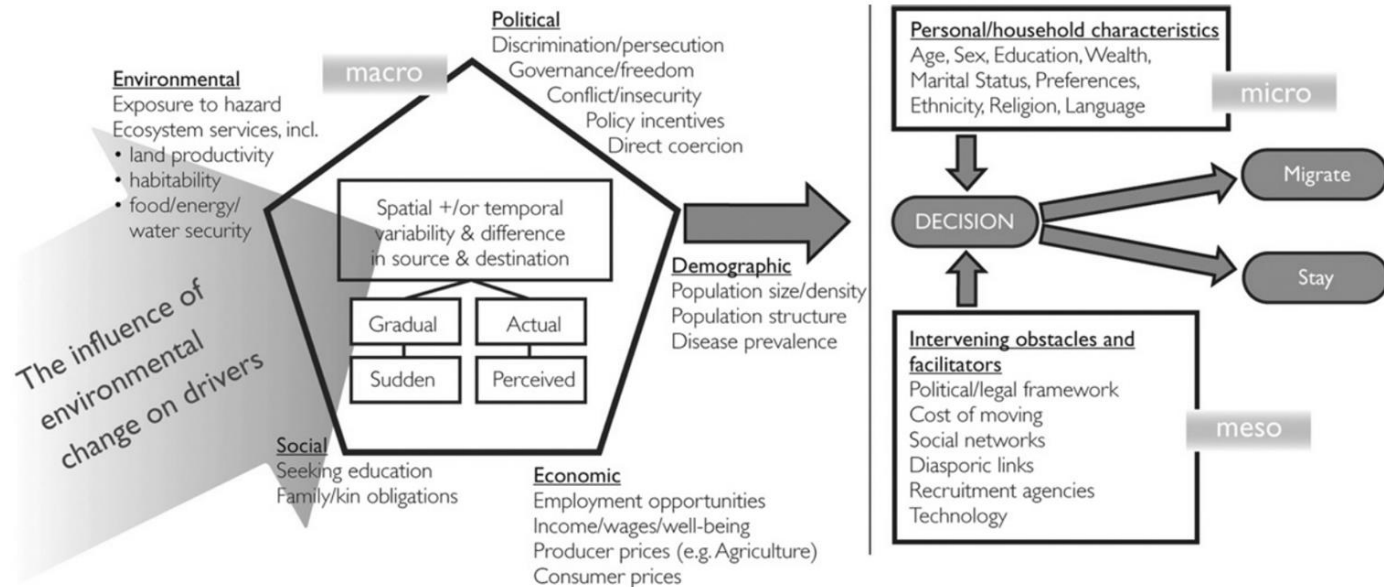 Political
Discrimination/persecution
Governance/freedom
Conflict/insecurity
Policy incentives
Direct coercion
macro
Environmental
Exposure to hazard
Ecosystem services, incl.
• land productivity
• habitability
• food/energy/
water security
The influence of
environmental
change on drivers
Spatial +/or temporal
variability & difference
in source & destination
Gradual
Actual
Sudden
Perceived
Demographic
Population size/density
Population structure
Disease prevalence
Social
Seeking education
Family/kin obligations
Economic
Employment opportunities
Income/wages/well-being
Producer prices (e.g. Agriculture)
Consumer prices
Personal/household characteristics
Age, Sex, Education, Wealth,
Marital Status, Preferences,
Ethnicity, Religion, Language
micro
DECISION
Migrate
Stay
Intervening obstacles and
facilitators
Political/legal framework
Cost of moving
Social networks
Diasporic links
Recruitment agencies
Technology
meso